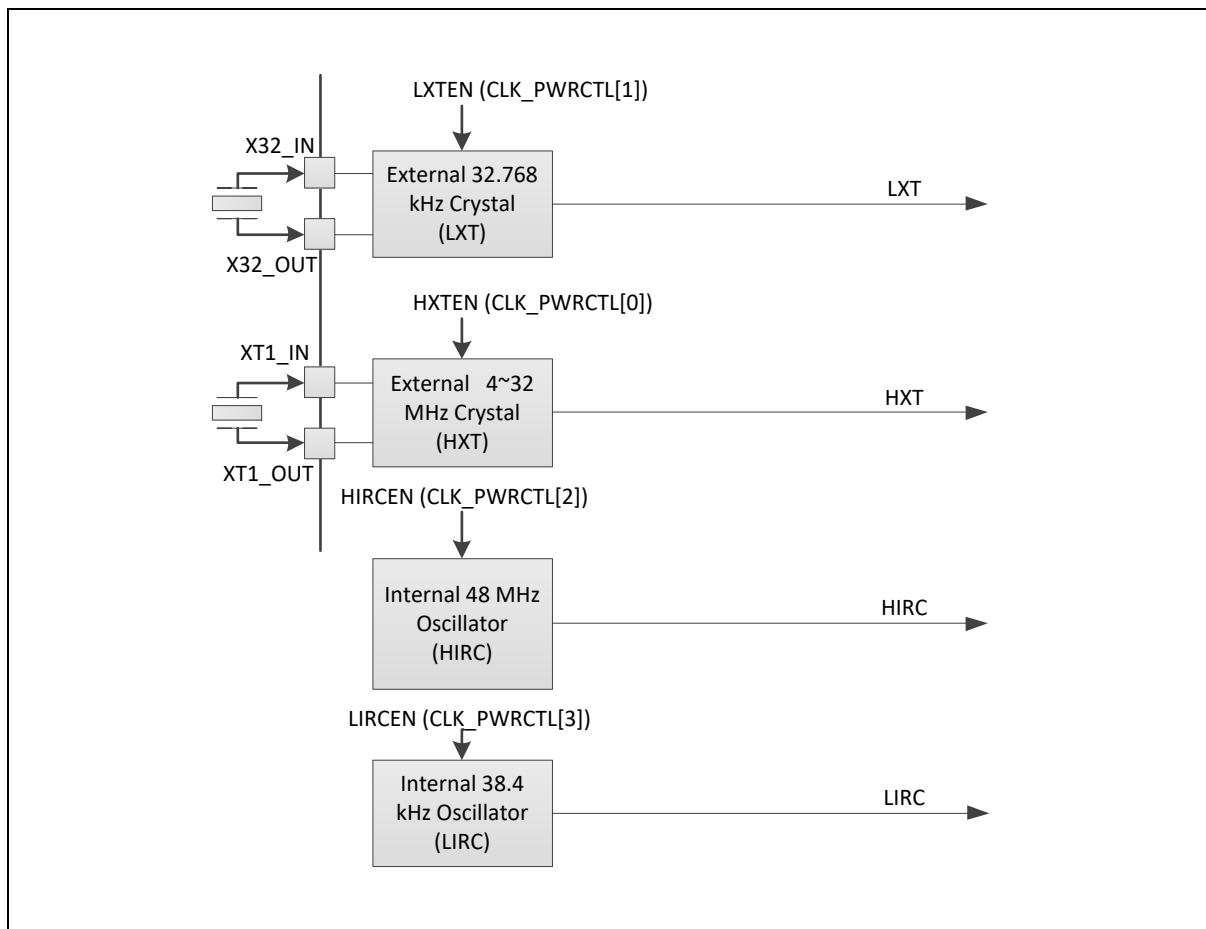 LXTEN (CLK_PWRCTL[1])
X32_IN
External 32.768
kHz Crystal
(LXT)
LXT
X32_OUT
HXTEN (CLK_PWRCTL[0])
XT1_IN
External 4~32
MHz Crystal
(HXT)
HXT
XT1_OUT
HIRCEN (CLK_PWRCTL[2])
Internal 48 MHz
Oscillator
(HIRC)
HIRC
LIRCEN (CLK_PWRCTL[3])
Internal 38.4
kHz Oscillator
(LIRC)
LIRC